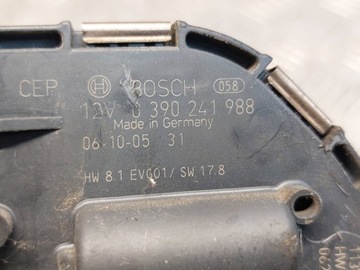 CEP BOSCH 058
12V 0 390 241 988
Made in Germany
06-10-05 31
HW 8.1 EVG01/ SW 17.8